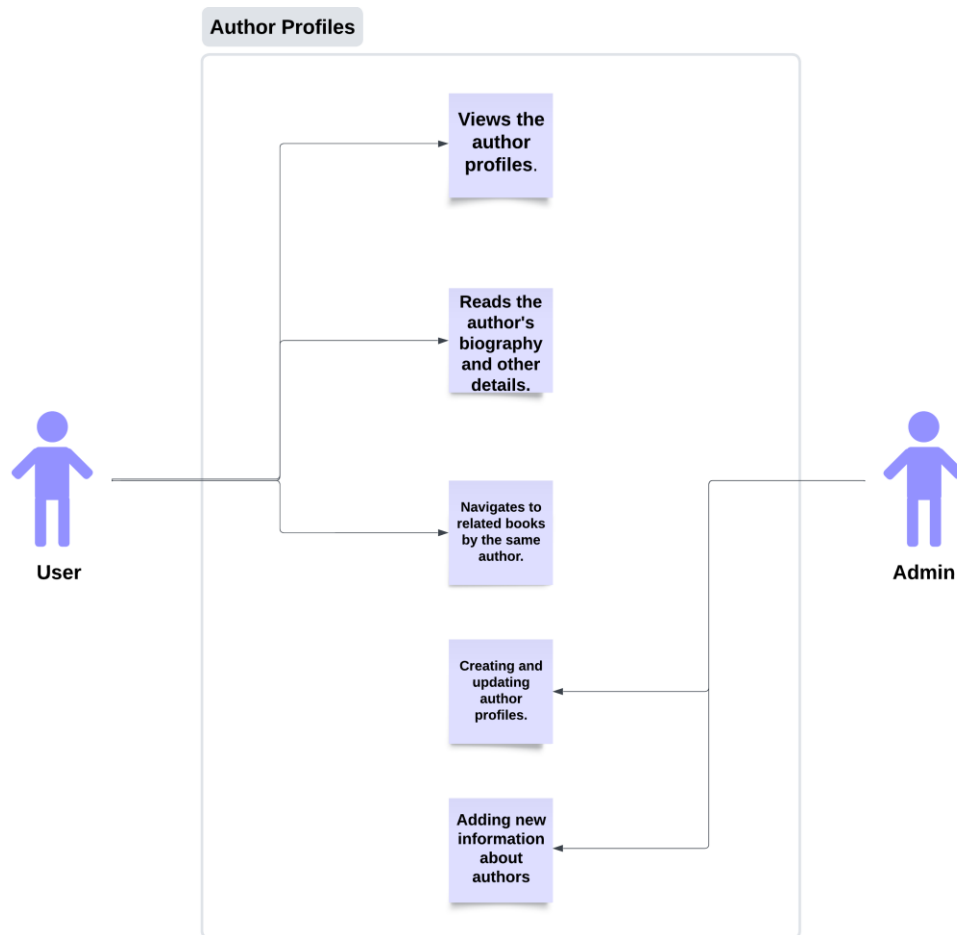 Author Profiles
Views the
author
profiles.
Reads the
author's
biography
and other
details.
Navigates to
related books
by the same
author.
User
Admin
Creating and
updating
author
profiles.
Adding new
information
about
authors